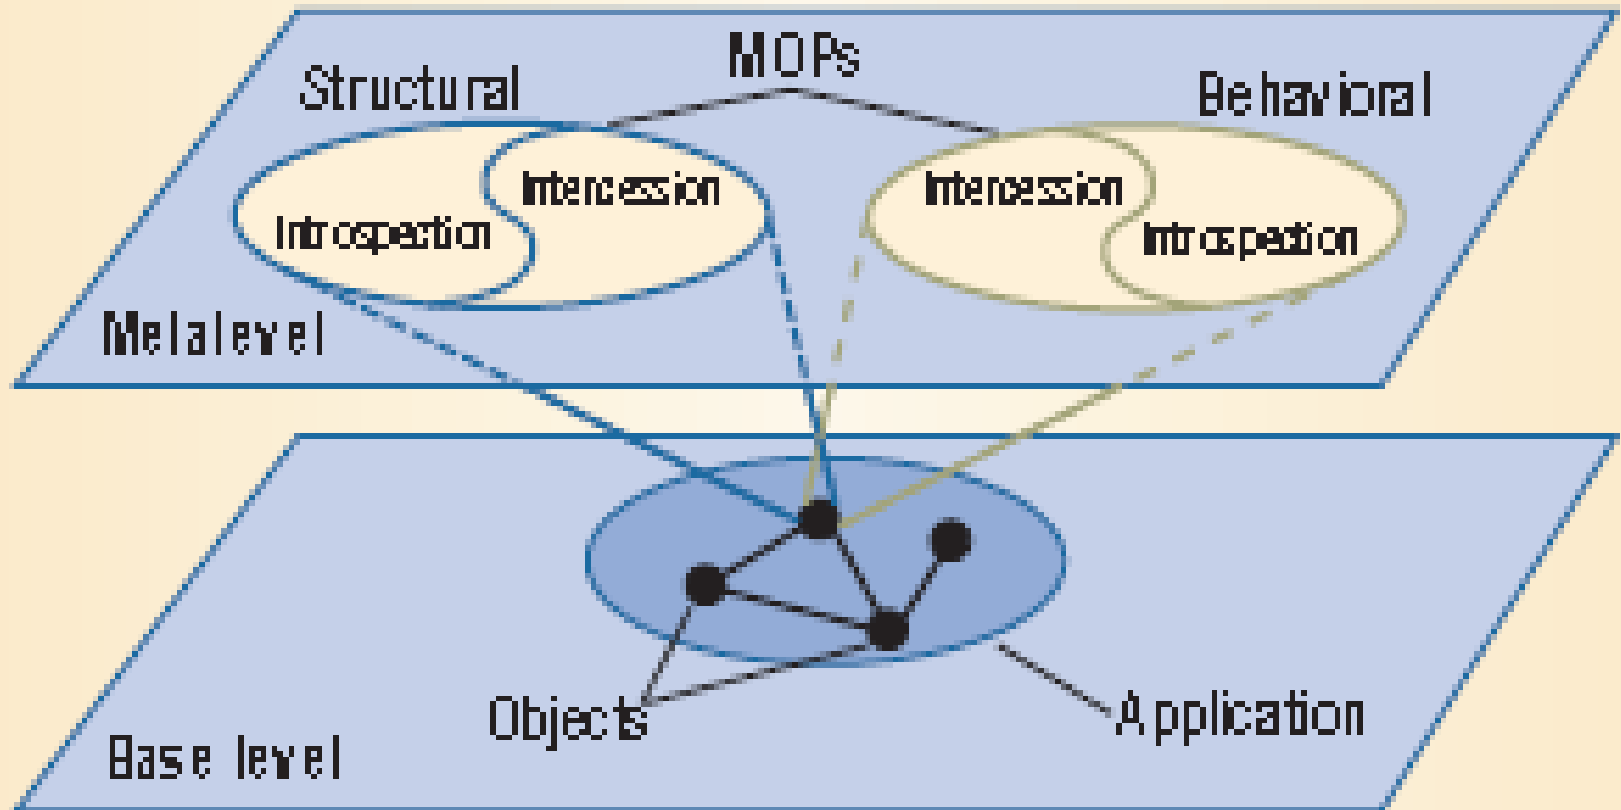 MOPs
Structural
Behavioral
Intercession
Introspection
Intercession
Introspection
Metalevel
Objects
Application
Base level